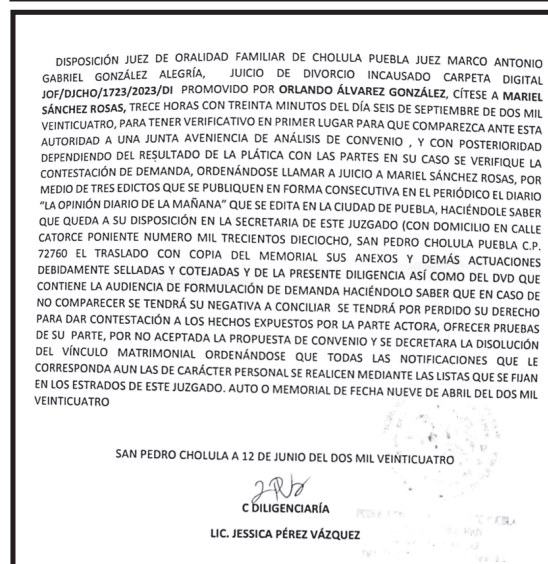 DISPOSICIÓN JUEZ DE ORALIDAD FAMILIAR DE CHOLULA PUEBLA JUEZ MARCO ANTONIO
GABRIEL GONZÁLEZ ALEGRÍA, JUICIO DE DIVORCIO INCAUSADO CARPETA DIGITAL
JOF/DJCHO/1723/2023/DI PROMOVIDO POR ORLANDO ÁLVAREZ GONZÁLEZ, CÍTESE A MARIEL
SÁNCHEZ ROSAS, TRECE HORAS CON TREINTA MINUTOS DEL DÍA SEIS DE SEPTIEMBRE DE DOS MIL
VEINTICUATRO, PARA TENER VERIFICATIVO EN PRIMER LUGAR PARA QUE COMPAREZCA ANTE ESTA
AUTORIDAD A UNA JUNTA AVENIENCIA DE ANÁLISIS DE CONVENIO , Y CON POSTERIORIDAD
DEPENDIENDO DEL RESULTADO DE LA PLÁTICA CON LAS PARTES EN SU CASO SE VERIFIQUE LA
CONTESTACIÓN DE DEMANDA, ORDENÁNDOSE LLAMAR A JUICIO A MARIEL SÁNCHEZ ROSAS, POR
MEDIO DE TRES EDICTOS QUE SE PUBLIQUEN EN FORMA CONSECUTIVA EN EL PERIÓDICO EL DIARIO
"LA OPINIÓN DIARIO DE LA MAÑANA" QUE SE EDITA EN LA CIUDAD DE PUEBLA, HACIÉNDOLE SABER
QUE QUEDA A SU DISPOSICIÓN EN LA SECRETARIA DE ESTE JUZGADO (CON DOMICILIO EN CALLE
CATORCE PONIENTE NUMERO MIL TRECIENTOS DIECIOCHO, SAN PEDRO CHOLULA PUEBLA C.P.
72760 EL TRASLADO CON COPIA DEL MEMORIAL SUS ANEXOS Y DEMÁS ACTUACIONES
DEBIDAMENTE SELLADAS Y COTEJADAS Y DE LA PRESENTE DILIGENCIA ASÍ COMO DEL DVD QUE
CONTIENE LA AUDIENCIA DE FORMULACIÓN DE DEMANDA HACIÉNDOLO SABER QUE EN CASO DE
NO COMPARECER SE TENDRÁ SU NEGATIVA A CONCILIAR SE TENDRÁ POR PERDIDO SU DERECHO
PARA DAR CONTESTACIÓN A LOS HECHOS EXPUESTOS POR LA PARTE ACTORA, OFRECER PRUEBAS
DE SU PARTE, POR NO ACEPTADA LA PROPUESTA DE CONVENIO Y SE DECRETARA LA DISOLUCIÓN
DEL VÍNCULO MATRIMONIAL ORDENÁNDOSE QUE TODAS LAS NOTIFICACIONES QUE LE
CORRESPONDA AUN LAS DE CARÁCTER PERSONAL SE REALICEN MEDIANTE LAS LISTAS QUE SE FIJAN
EN LOS ESTRADOS DE ESTE JUZGADO. AUTO O MEMORIAL DE FECHA NUEVE DE ABRIL DEL DOS MIL
VEINTICUATRO
SAN PEDRO CHOLULA A 12 DE JUNIO DEL DOS MIL VEINTICUATRO
C DILIGENCIARÍA
LIC. JESSICA PÉREZ VÁZQUEZ